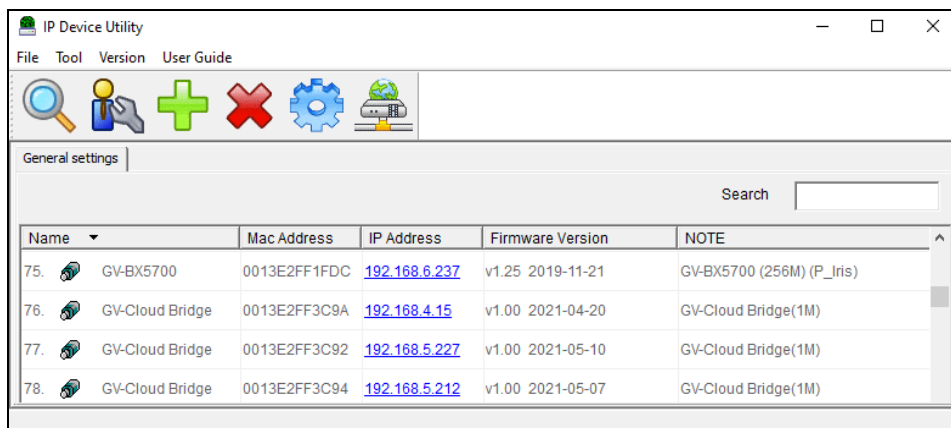 IP Device Utility
File Tool Version User Guide
General settings
Search
Name Mac Address IP Address Firmware Version NOTE
75. GV-BX5700 0013E2FF1FDC 192.168.6.237 v1.25 2019-11-21 GV-BX5700 (256M) (P_Iris)
76. GV-Cloud Bridge 0013E2FF3C9A 192.168.4.15 v1.00 2021-04-20 GV-Cloud Bridge(1M)
77. GV-Cloud Bridge 0013E2FF3C92 192.168.5.227 v1.00 2021-05-10 GV-Cloud Bridge(1M)
78. GV-Cloud Bridge 0013E2FF3C94 192.168.5.212 v1.00 2021-05-07 GV-Cloud Bridge(1M)